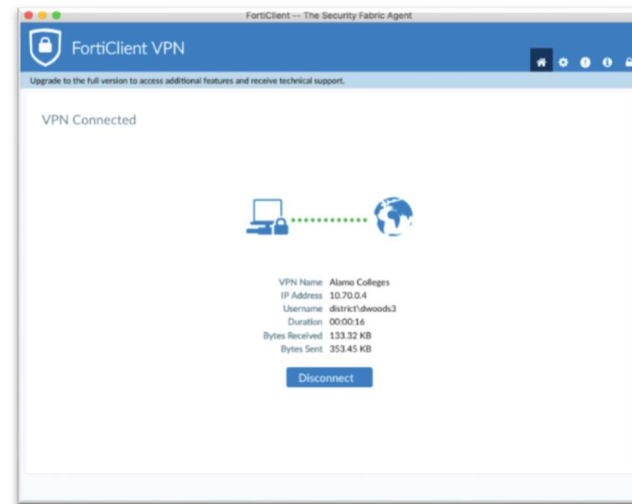 FortiClient -- The Security Fabric Agent
FortiClient VPN
Upgrade to the full version to access additional features and receive technical support.
VPN Connected
VPN Name Alamo Colleges
IP Address 10.70.0.4
Username district\dwoods3
Duration 00:00:16
Bytes Received 133.32 KB
Bytes Sent 353.45 KB
Disconnect